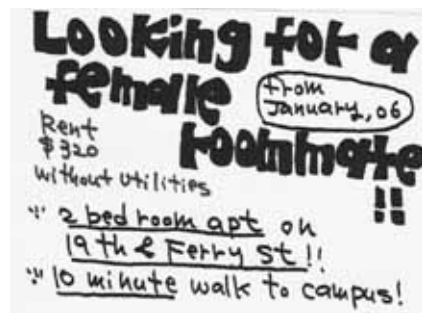 Looking for a
female
from
January, 06
roommate
!!
Rent
$320
without utilities
2 bed room apt on
19th & Ferry St!!
10 minute walk to campus!